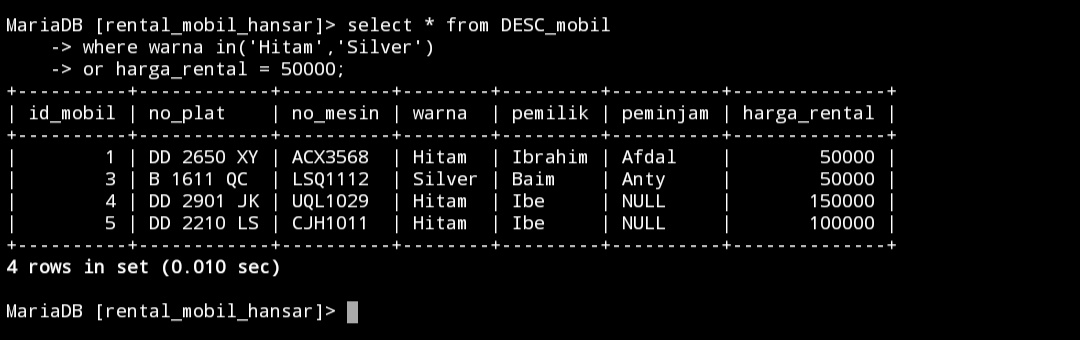 MariaDB [rental_mobil_hansar]> select * from DESC_mobil
    -> where warna in('Hitam','Silver')
    -> or harga_rental = 50000;
+----------+------------+----------+--------+---------+----------+--------------+
| id_mobil | no_plat    | no_mesin | warna  | pemilik | peminjam | harga_rental |
+----------+------------+----------+--------+---------+----------+--------------+
|        1 | DD 2650 XY | ACX3568  | Hitam  | Ibrahim | Afdal    |        50000 |
|        3 | B 1611 QC  | LSQ1112  | Silver | Baim    | Anty     |        50000 |
|        4 | DD 2901 JK | UQL1029  | Hitam  | Ibe     | NULL     |       150000 |
|        5 | DD 2210 LS | CJH1011  | Hitam  | Ibe     | NULL     |       100000 |
+----------+------------+----------+--------+---------+----------+--------------+
4 rows in set (0.010 sec)
MariaDB [rental_mobil_hansar]>